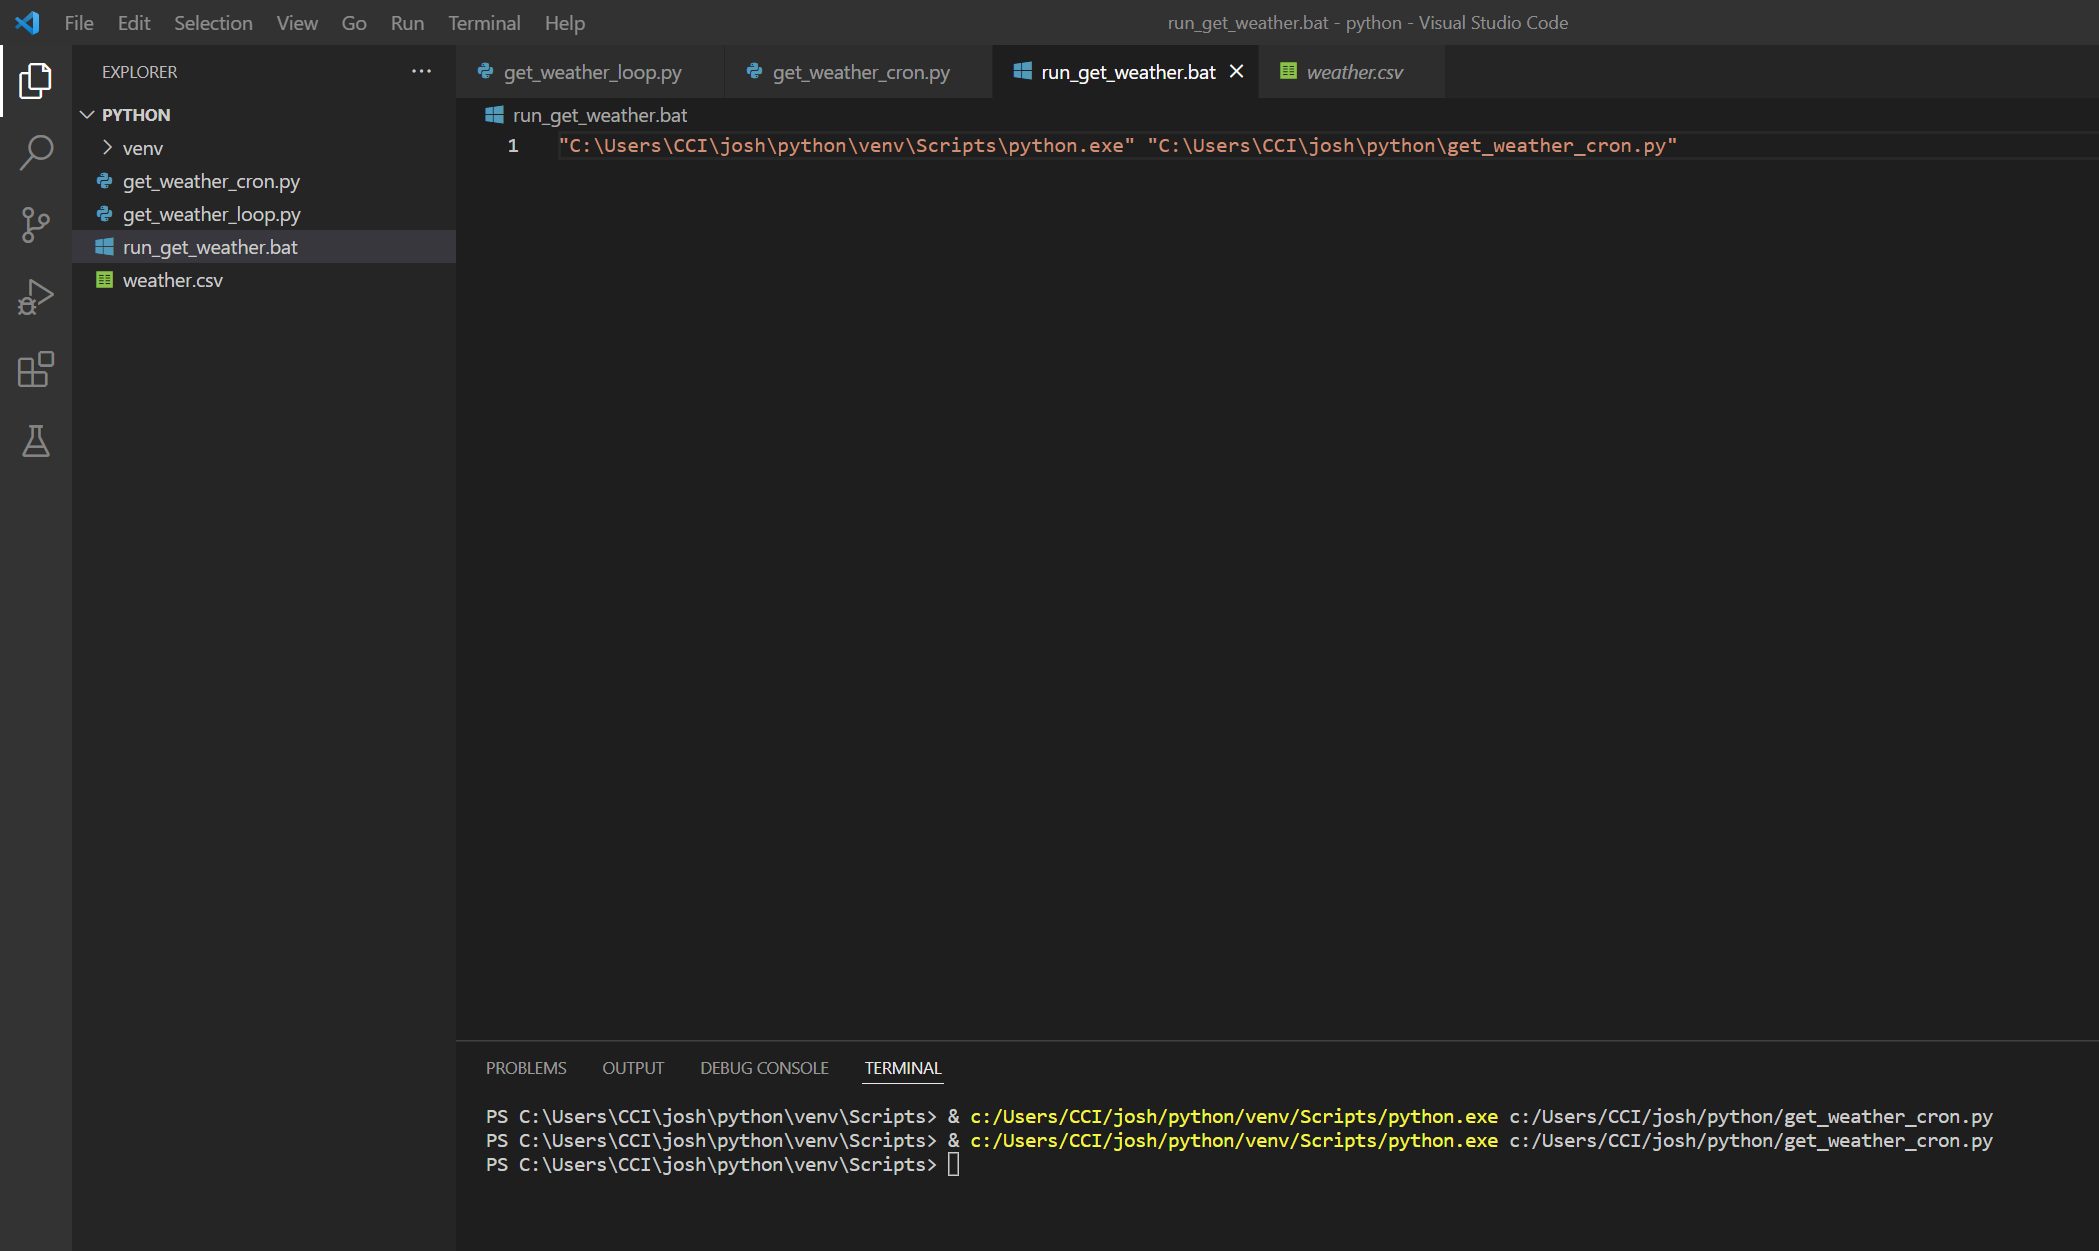 File Edit Selection View Go Run Terminal Help run_get_weather.bat - python - Visual Studio Code
EXPLORER
PYTHON
venv
get_weather_cron.py
get_weather_loop.py
run_get_weather.bat
weather.csv
get_weather_loop.py get_weather_cron.py run_get_weather.bat weather.csv
run_get_weather.bat
1 "C:\Users\CCI\josh\python\venv\Scripts\python.exe" "C:\Users\CCI\josh\python\get_weather_cron.py"
PROBLEMS OUTPUT DEBUG CONSOLE TERMINAL
PS C:\Users\CCI\josh\python\venv\Scripts> & c:/Users/CCI/josh/python/venv/Scripts/python.exe c:/Users/CCI/josh/python/get_weather_cron.py
PS C:\Users\CCI\josh\python\venv\Scripts> & c:/Users/CCI/josh/python/venv/Scripts/python.exe c:/Users/CCI/josh/python/get_weather_cron.py
PS C:\Users\CCI\josh\python\venv\Scripts>